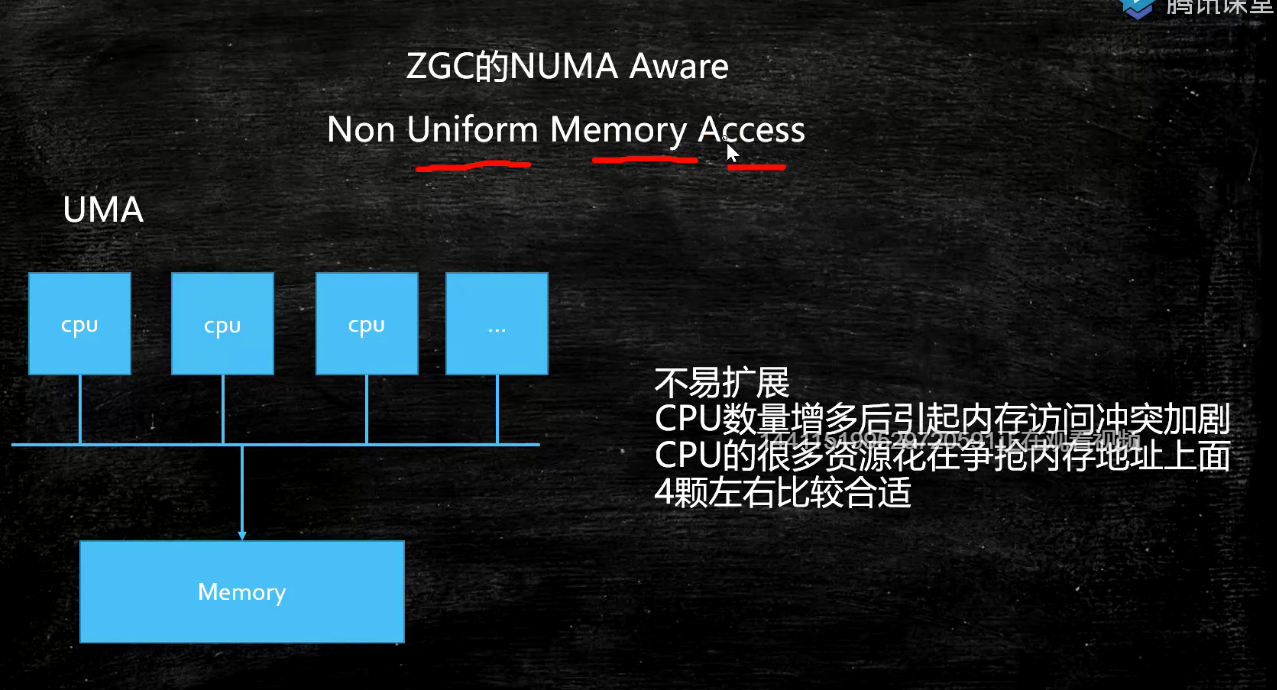 腾讯课堂
ZGC的NUMA Aware
Non Uniform Memory Access
UMA
cpu
cpu
cpu
...
不易扩展
CPU数量增多后引起内存访问冲突加剧
正在观看视频
CPU的很多资源花在争抢内存地址上面
4颗左右比较合适
Memory